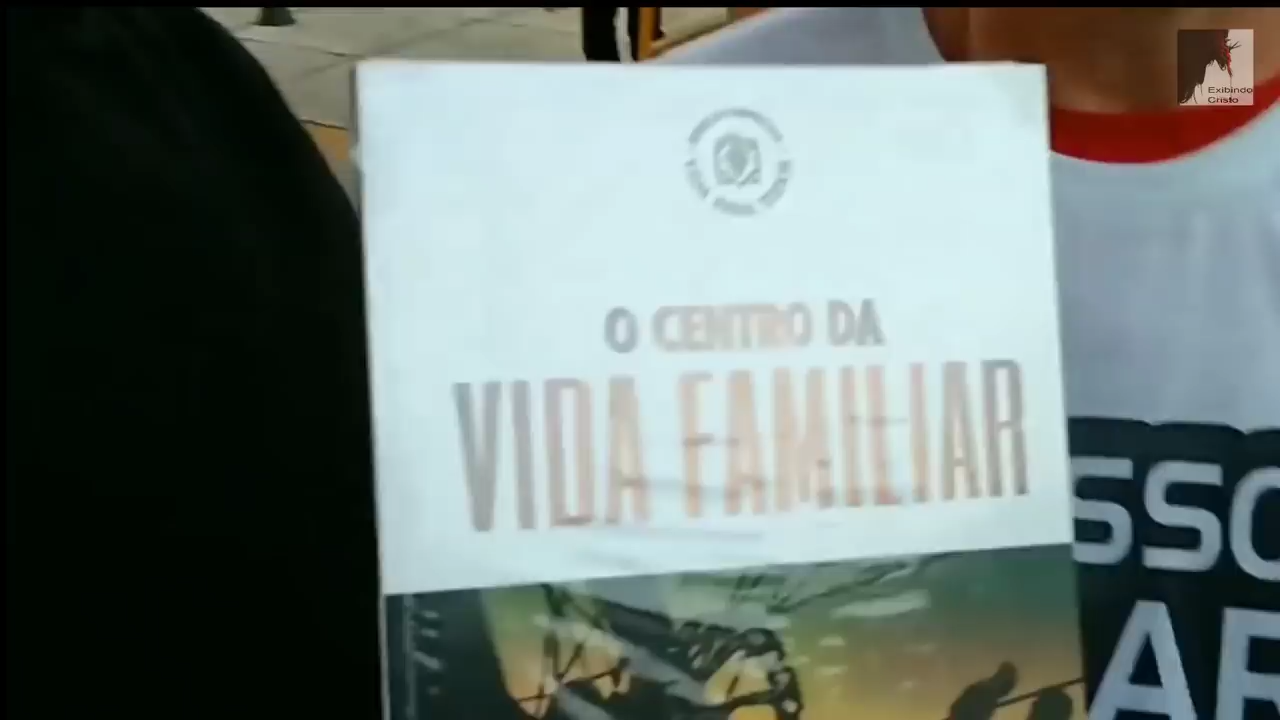 Exibindo
Cristo
O CENTRO DA
VIDA FAMILIAR
SSO
AR